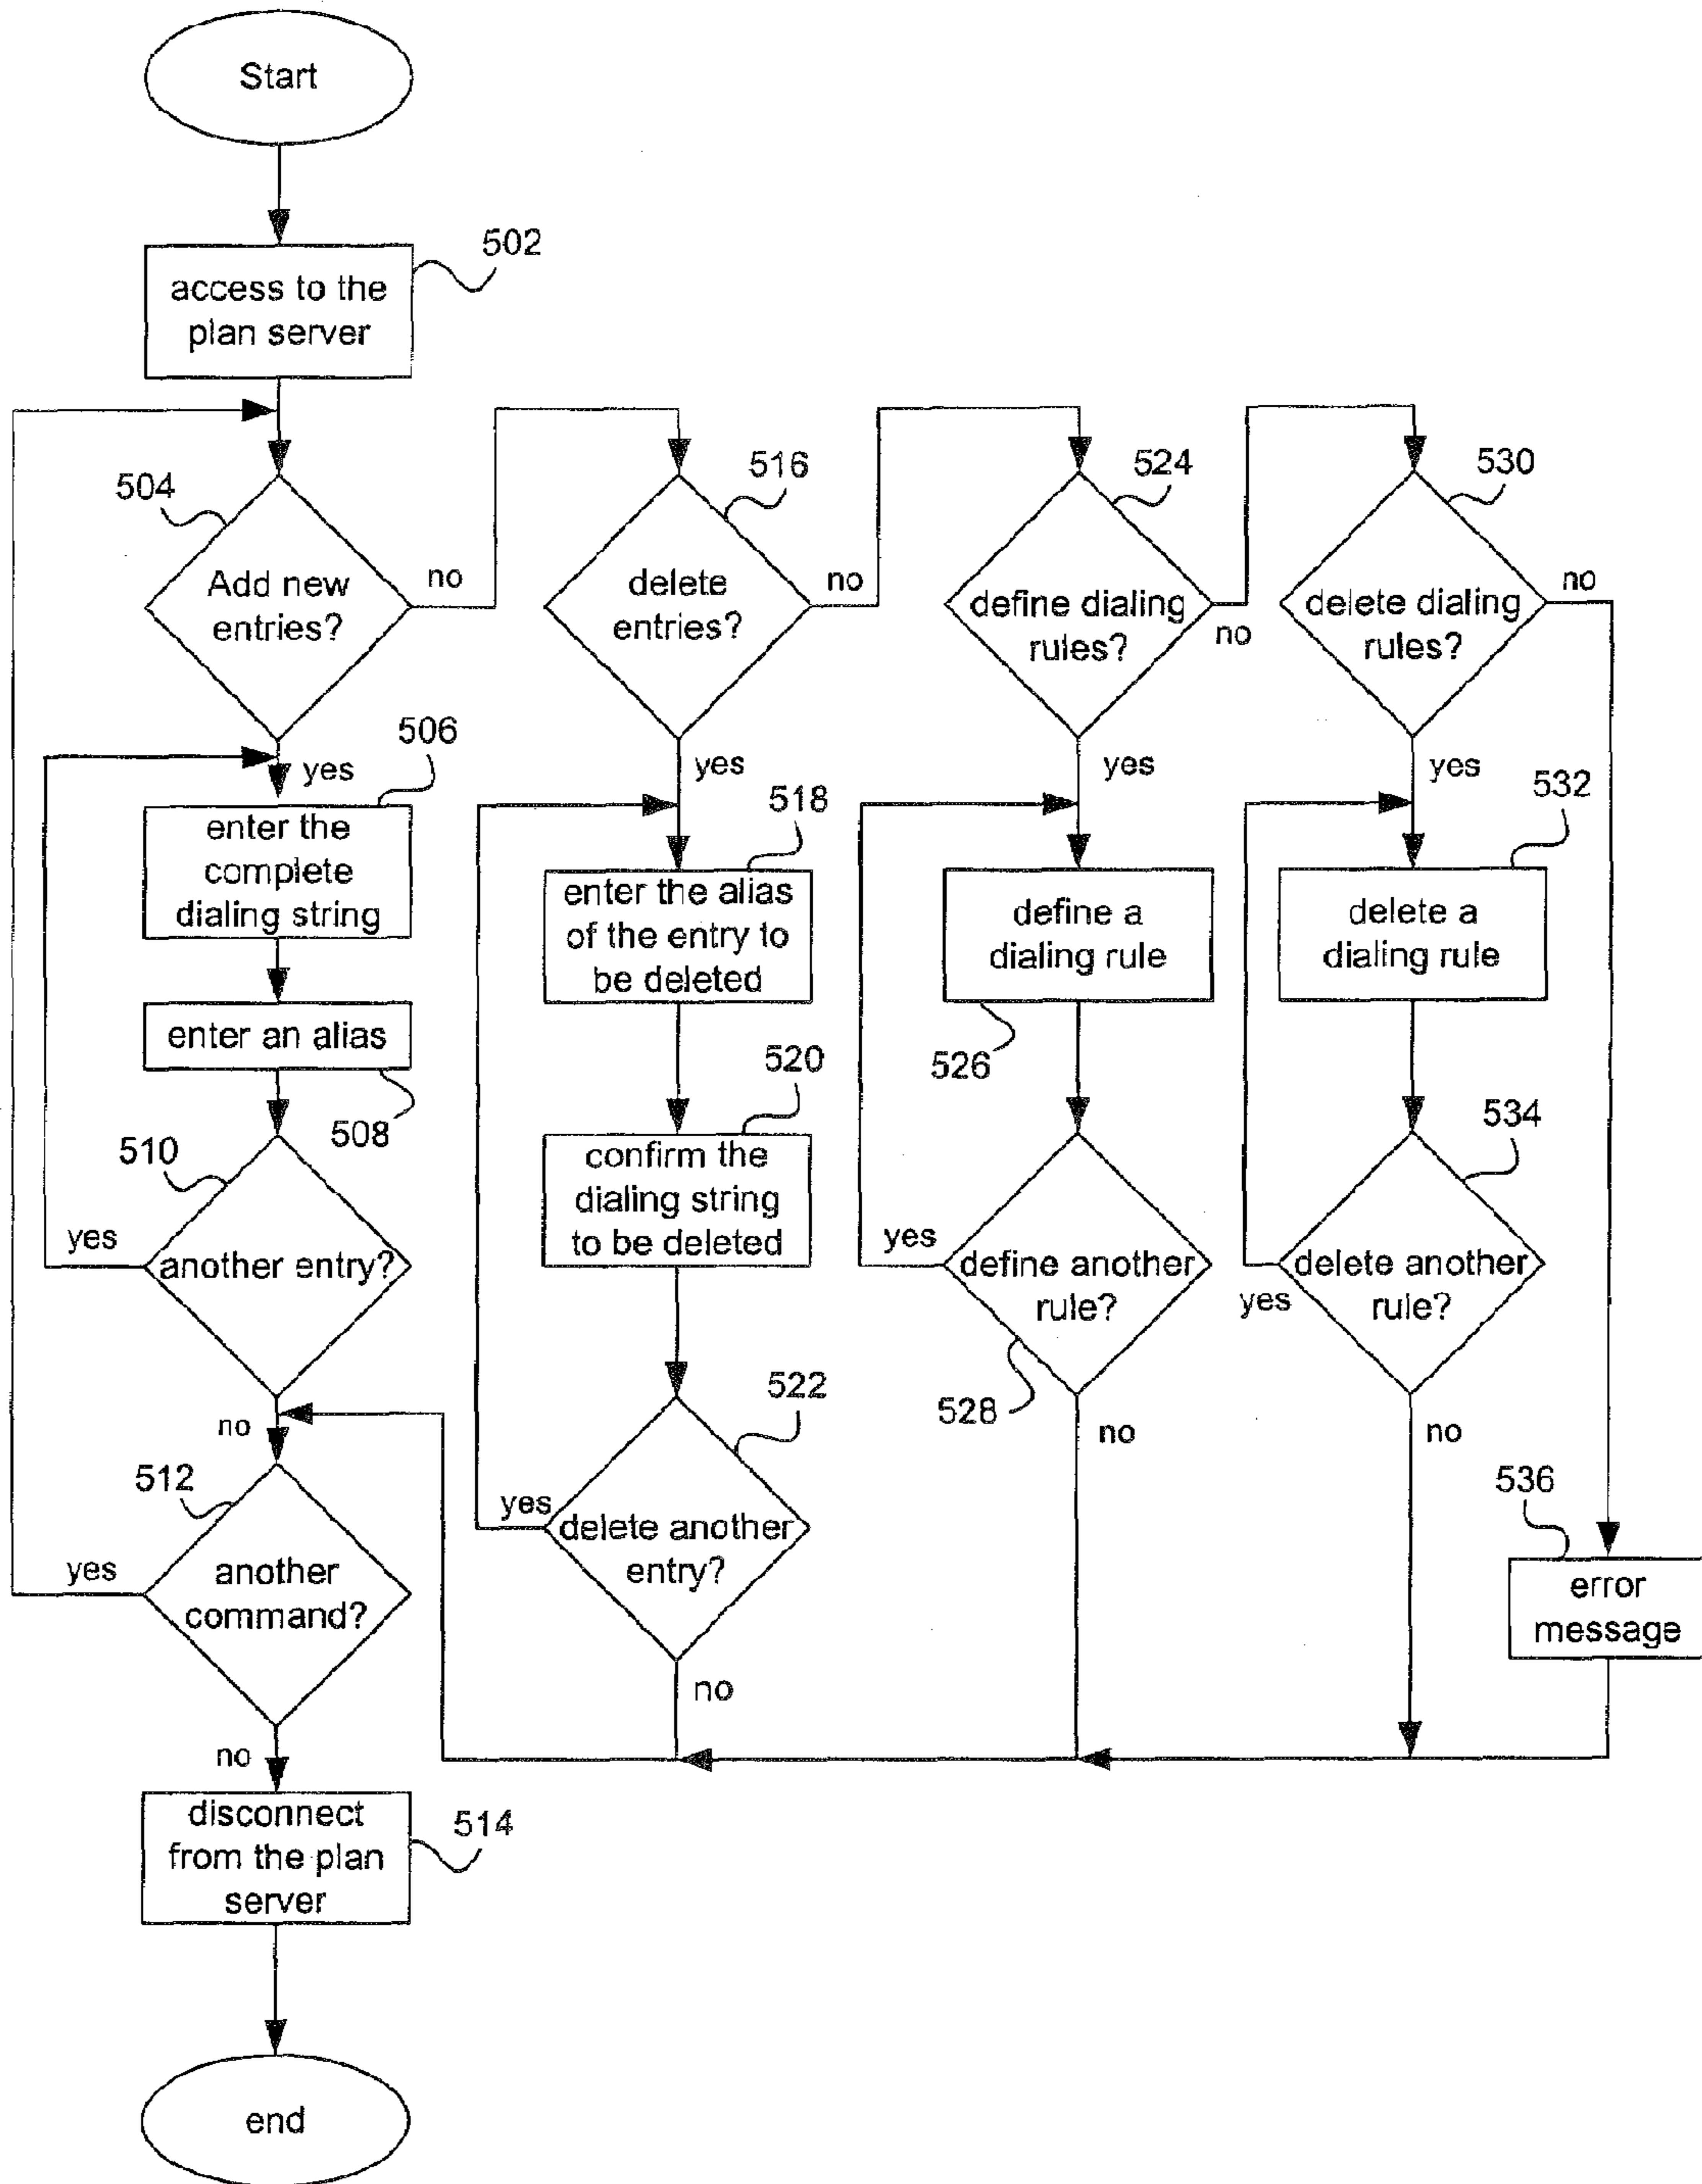 Start
502
access to the
plan server
504
Add new
entries?
no
516
delete
entries?
no
524
define dialing
rules?
no
530
delete dialing
rules?
no
yes
506
enter the
complete
dialing string
enter an alias
508
510
another entry?
yes
no
512
another
command?
yes
no
disconnect
from the plan
server
514
end
yes
518
enter the alias
of the entry to
be deleted
520
confirm the
dialing string
to be deleted
522
delete another
entry?
yes
no
yes
define a
dialing rule
526
define another
rule?
yes
528
no
yes
532
delete a
dialing rule
534
delete another
rule?
yes
no
536
error
message